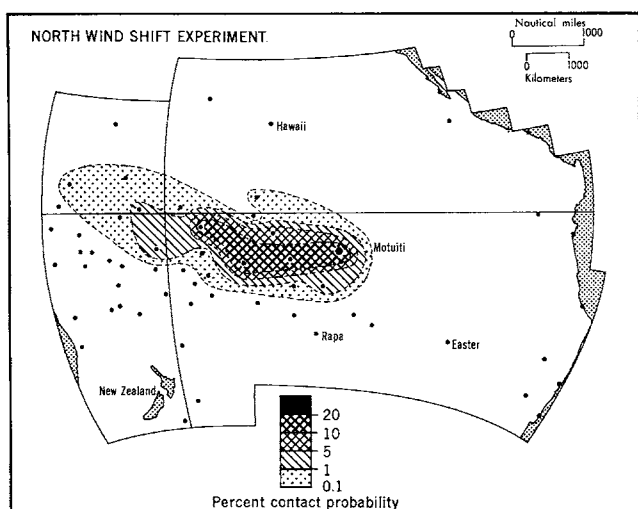 NORTH WIND SHIFT EXPERIMENT.
Nautical miles
0 1000
0 1000
Kilometers
Hawaii
Motuiti
Rapa
Easter
New Zealand
20
10
5
1
0.1
Percent contact probability